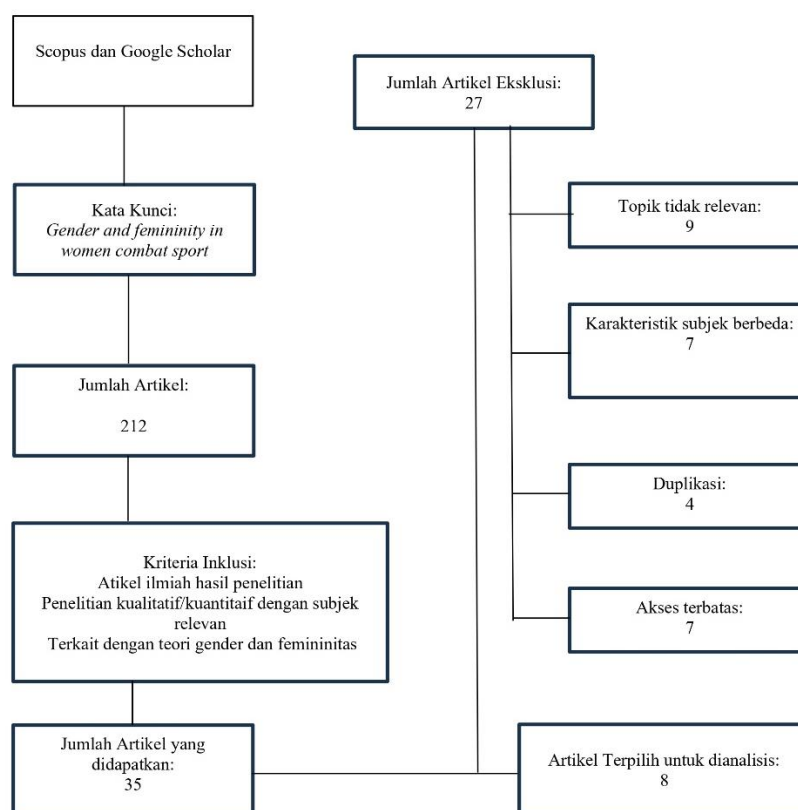 Scopus dan Google Scholar
Kata Kunci:
Gender and femininity in
women combat sport
Jumlah Artikel:
212
Kriteria Inklusi:
Atikel ilmiah hasil penelitian
Penelitian kualitatif/kuantitaif dengan subjek
relevan
Terkait dengan teori gender dan femininitas
Jumlah Artikel yang
didapatkan:
35
Jumlah Artikel Eksklusi:
27
Topik tidak relevan:
9
Karakteristik subjek berbeda:
7
Duplikasi:
4
Akses terbatas:
7
Artikel Terpilih untuk dianalisis
8